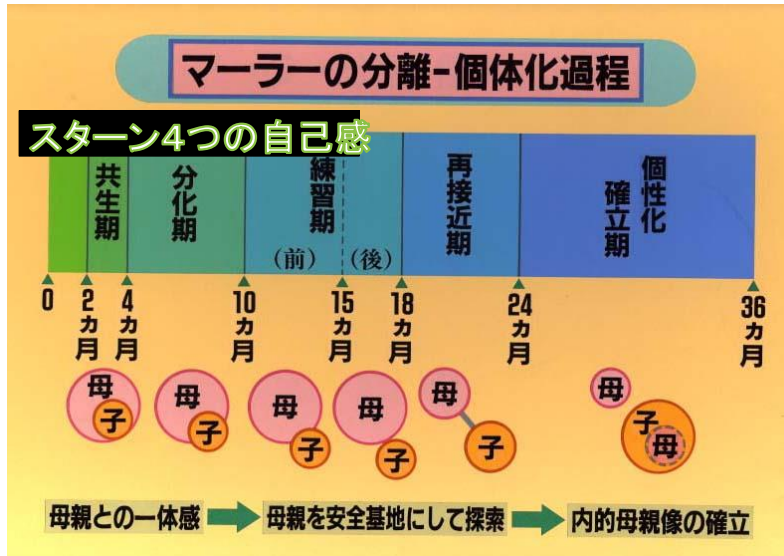 マーラーの分離-個体化過程
スターン4つの自己感
共生期
分化期
練習期
(前)
(後)
再接近期
個性化
確立期
0
2カ月
4カ月
10カ月
15カ月
18カ月
24カ月
36カ月
母
子
母
子
母
子
母
子
母
子
母
子
母
母親との一体感
母親を安全基地にして探索
内的母親像の確立